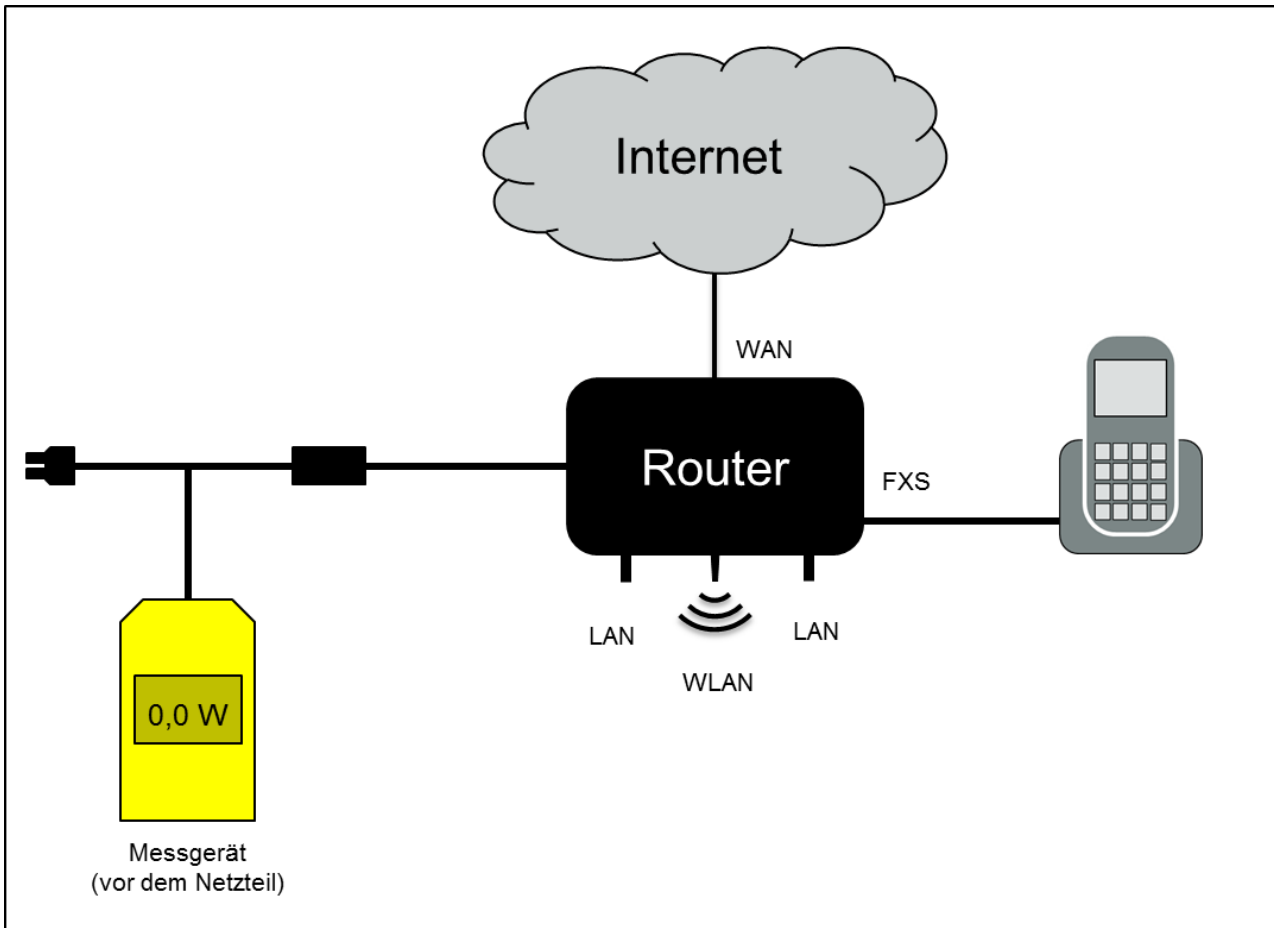 Internet
WAN
Router
FXS
LAN
LAN
WLAN
0,0 W
Messgerät
(vor dem Netzteil)